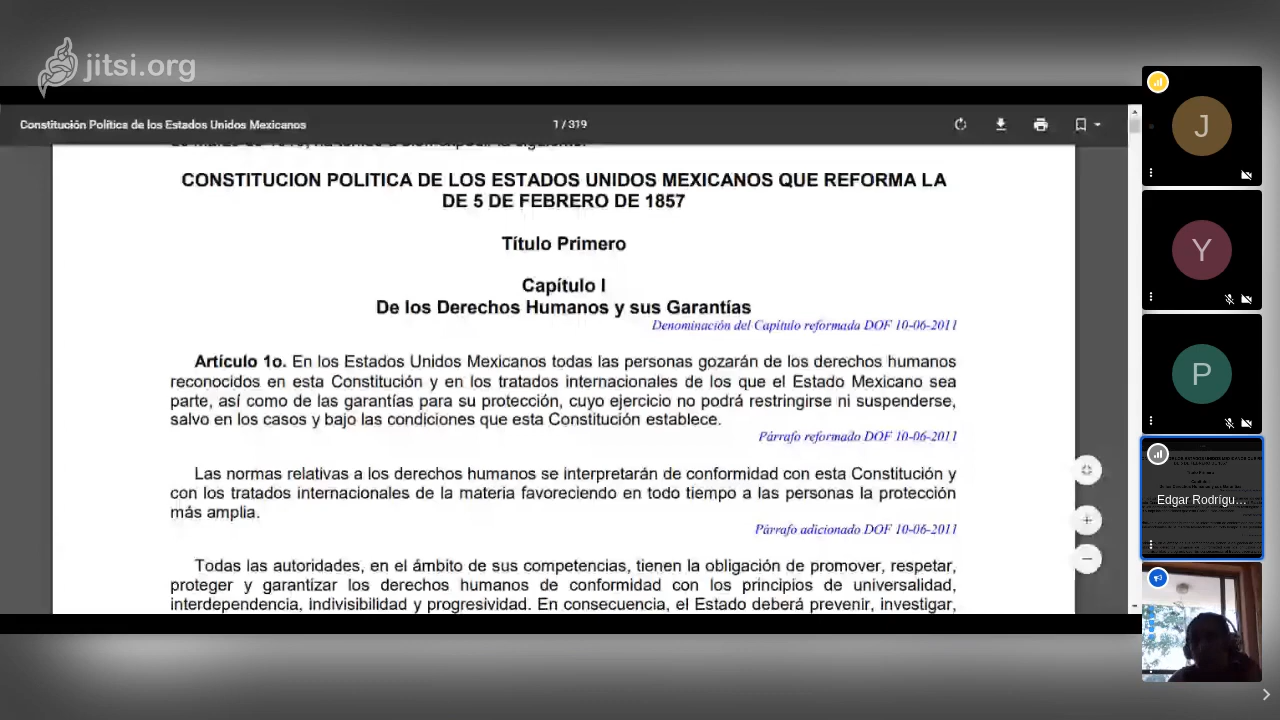 jitsi.org
Constitución Política de los Estados Unidos Mexicanos
1 / 319
CONSTITUCION POLITICA DE LOS ESTADOS UNIDOS MEXICANOS QUE REFORMA LA
DE 5 DE FEBRERO DE 1857
Título Primero
Capítulo I
De los Derechos Humanos y sus Garantías
Denominación del Capítulo reformada DOF 10-06-2011
Artículo 1o. En los Estados Unidos Mexicanos todas las personas gozarán de los derechos humanos
reconocidos en esta Constitución y en los tratados internacionales de los que el Estado Mexicano sea
parte, así como de las garantías para su protección, cuyo ejercicio no podrá restringirse ni suspenderse,
salvo en los casos y bajo las condiciones que esta Constitución establece.
Párrafo reformado DOF 10-06-2011
Las normas relativas a los derechos humanos se interpretarán de conformidad con esta Constitución y
con los tratados internacionales de la materia favoreciendo en todo tiempo a las personas la protección
más amplia.
Párrafo adicionado DOF 10-06-2011
Todas las autoridades, en el ámbito de sus competencias, tienen la obligación de promover, respetar,
proteger y garantizar los derechos humanos de conformidad con los principios de universalidad,
interdependencia, indivisibilidad y progresividad. En consecuencia, el Estado deberá prevenir, investigar,
J
Y
P
Edgar Rodrígu...